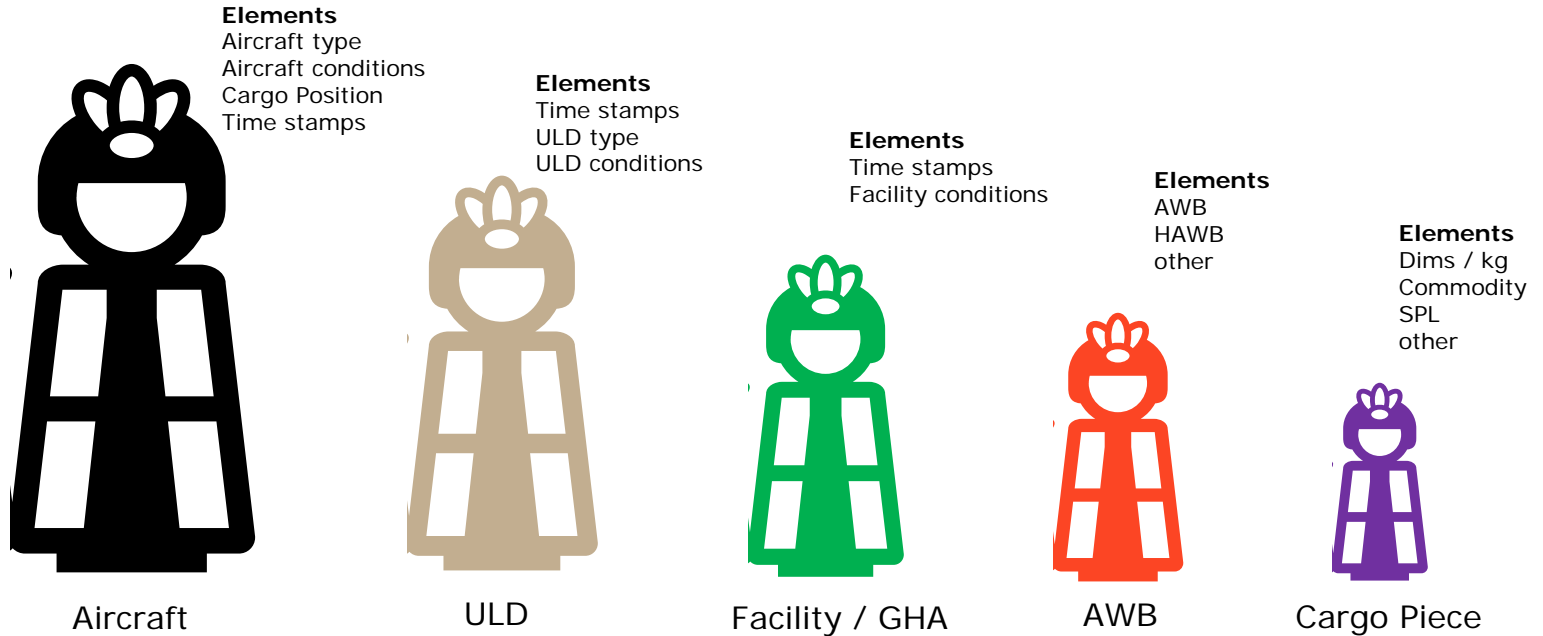 Elements
Aircraft type
Aircraft conditions
Cargo Position
Time stamps
Elements
Time stamps
ULD type
ULD conditions
Elements
Time stamps
Facility conditions
Elements
AWB
HAWB
other
Elements
Dims / kg
Commodity
SPL
other
Aircraft
ULD
Facility / GHA
AWB
Cargo Piece